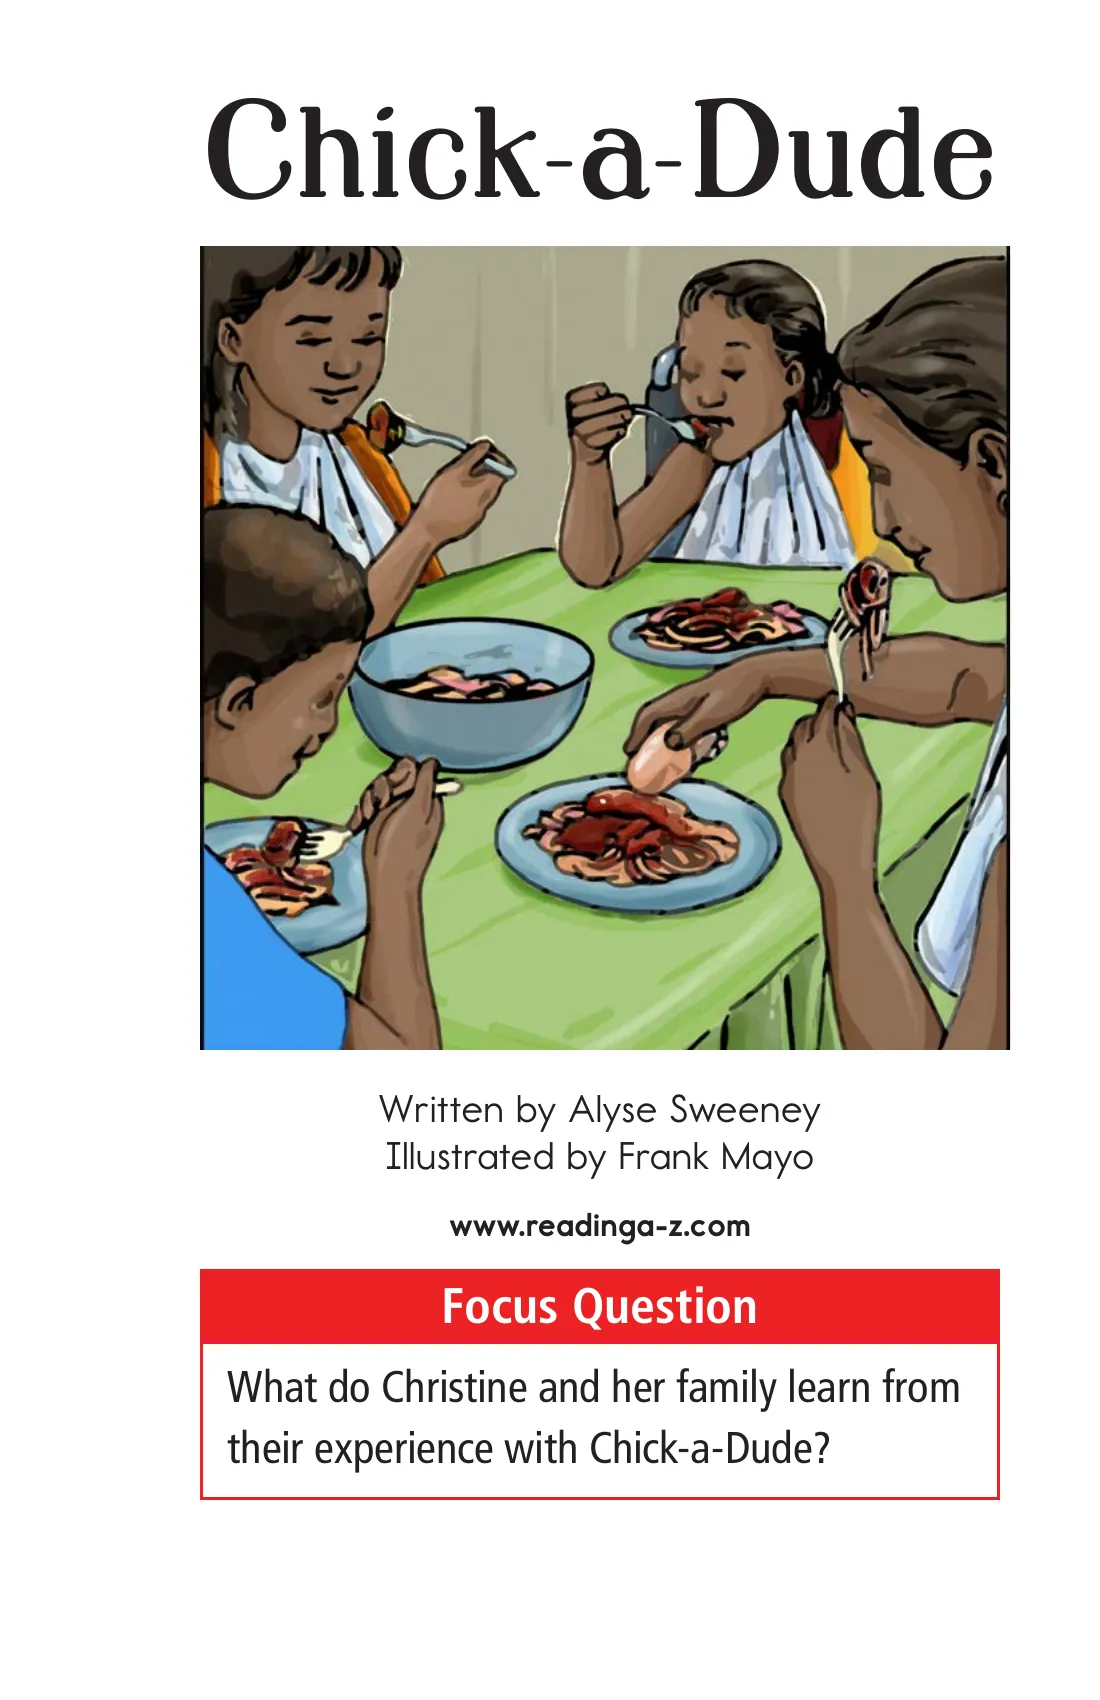 Chick-a-Dude
Written by Alyse Sweeney
Illustrated by Frank Mayo
www.readinga-z.com
Focus Question
What do Christine and her family learn from
their experience with Chick-a-Dude?